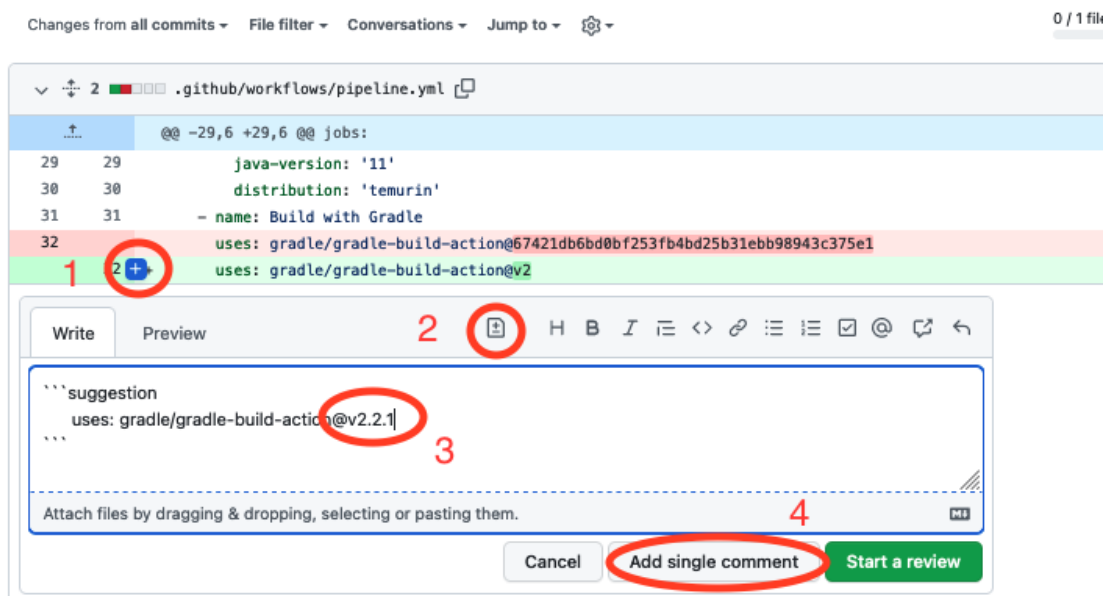 Changes from all commits File filter Conversations Jump to
0 / 1 file
2 .github/workflows/pipeline.yml
@@ -29,6 +29,6 @@ jobs:
29 29 java-version: '11'
30 30 distribution: 'temurin'
31 31 - name: Build with Gradle
32 uses: gradle/gradle-build-action@67421db6bd0bf253fb4bd25b31ebb98943c375e1
1 32 + uses: gradle/gradle-build-action@v2
Write Preview 2 H B I <> @
```suggestion
uses: gradle/gradle-build-action@v2.2.1
```
3
Attach files by dragging & dropping, selecting or pasting them.
4
Cancel Add single comment Start a review